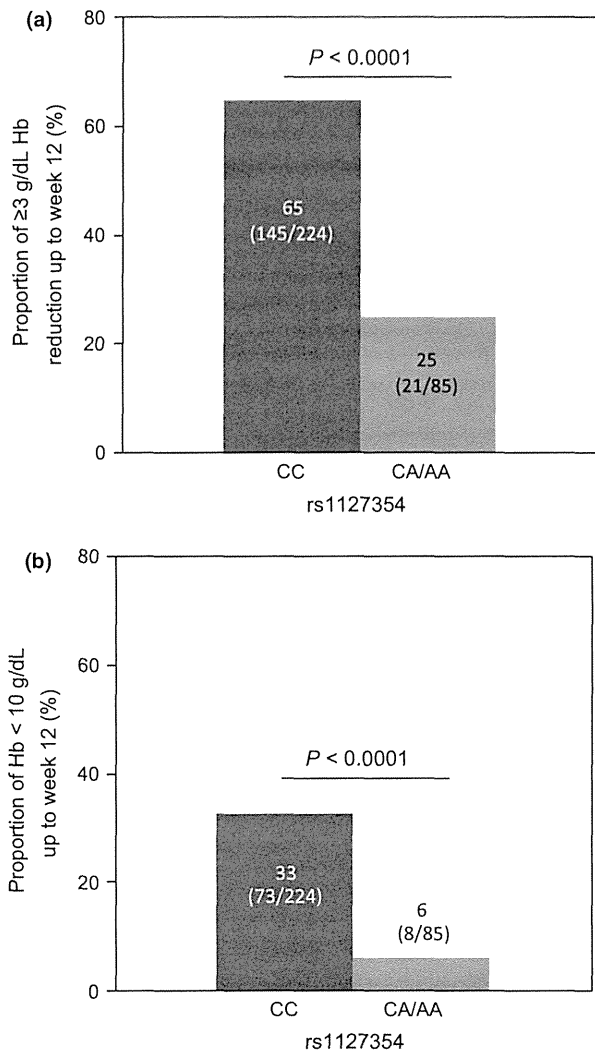 (a)
80
60
40
20
0
Proportion of ≥3 g/dL Hb
reduction up to week 12 (%)
P < 0.0001
65
(145/224)
25
(21/85)
CC
CA/AA
rs1127354
(b)
80
60
40
20
0
Proportion of Hb < 10 g/dL
up to week 12 (%)
P < 0.0001
33
(73/224)
6
(8/85)
CC
CA/AA
rs1127354